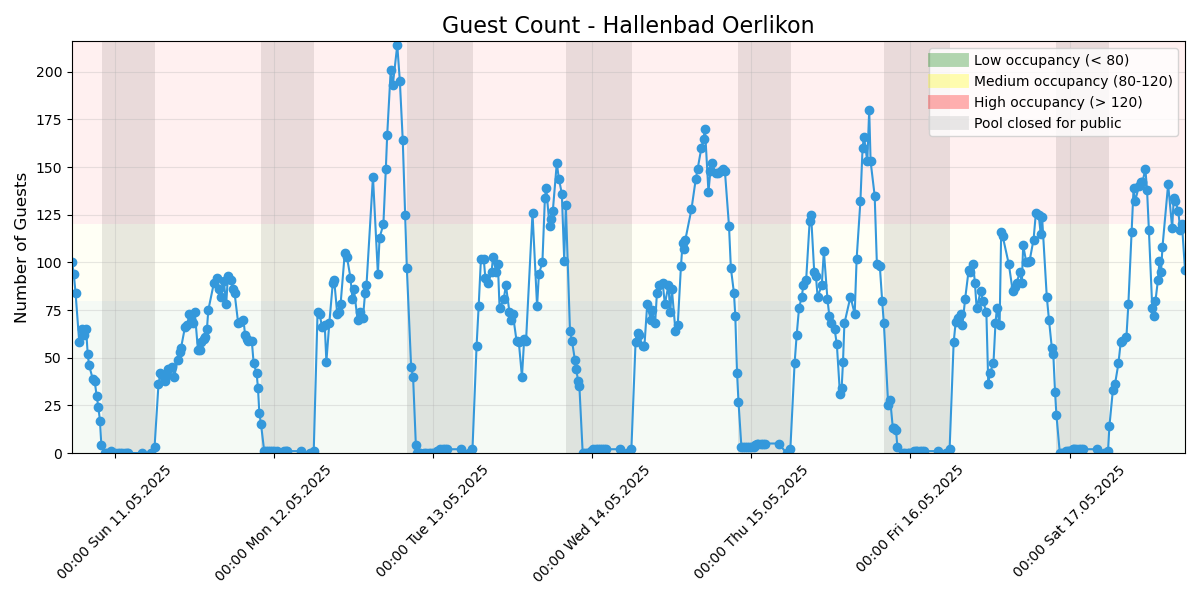 Guest Count - Hallenbad Oerlikon
Number of Guests
200
175
150
125
100
75
50
25
0
Low occupancy (< 80)
Medium occupancy (80-120)
High occupancy (> 120)
Pool closed for public
00:00 Sun 11.05.2025
00:00 Mon 12.05.2025
00:00 Tue 13.05.2025
00:00 Wed 14.05.2025
00:00 Thu 15.05.2025
00:00 Fri 16.05.2025
00:00 Sat 17.05.2025